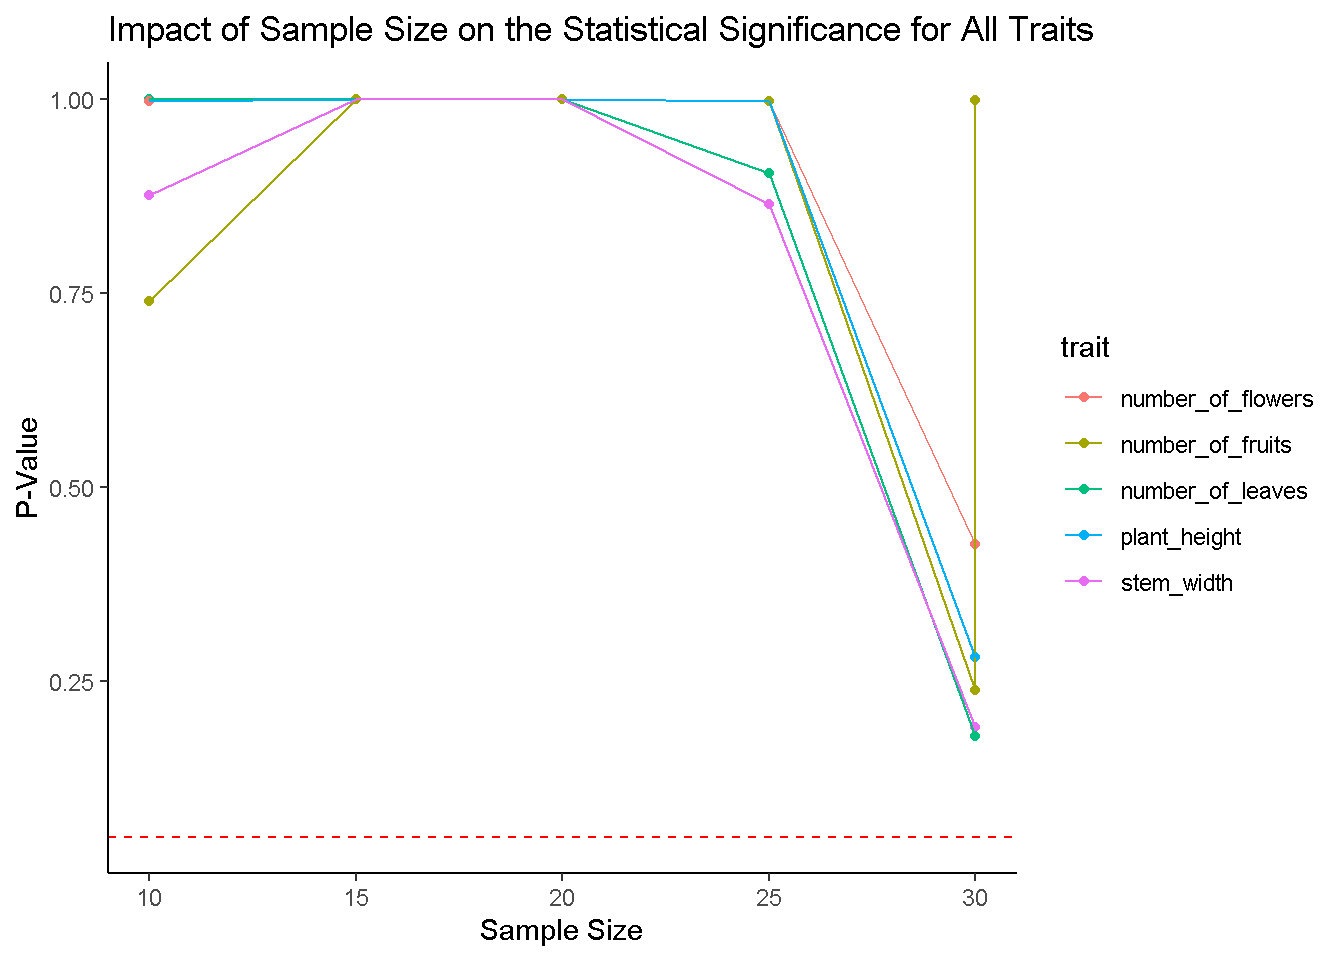 Impact of Sample Size on the Statistical Significance for All Traits
1.00
0.75
0.50
0.25
P-Value
10 15 20 25 30
Sample Size
trait
number_of_flowers
number_of_fruits
number_of_leaves
plant_height
stem_width